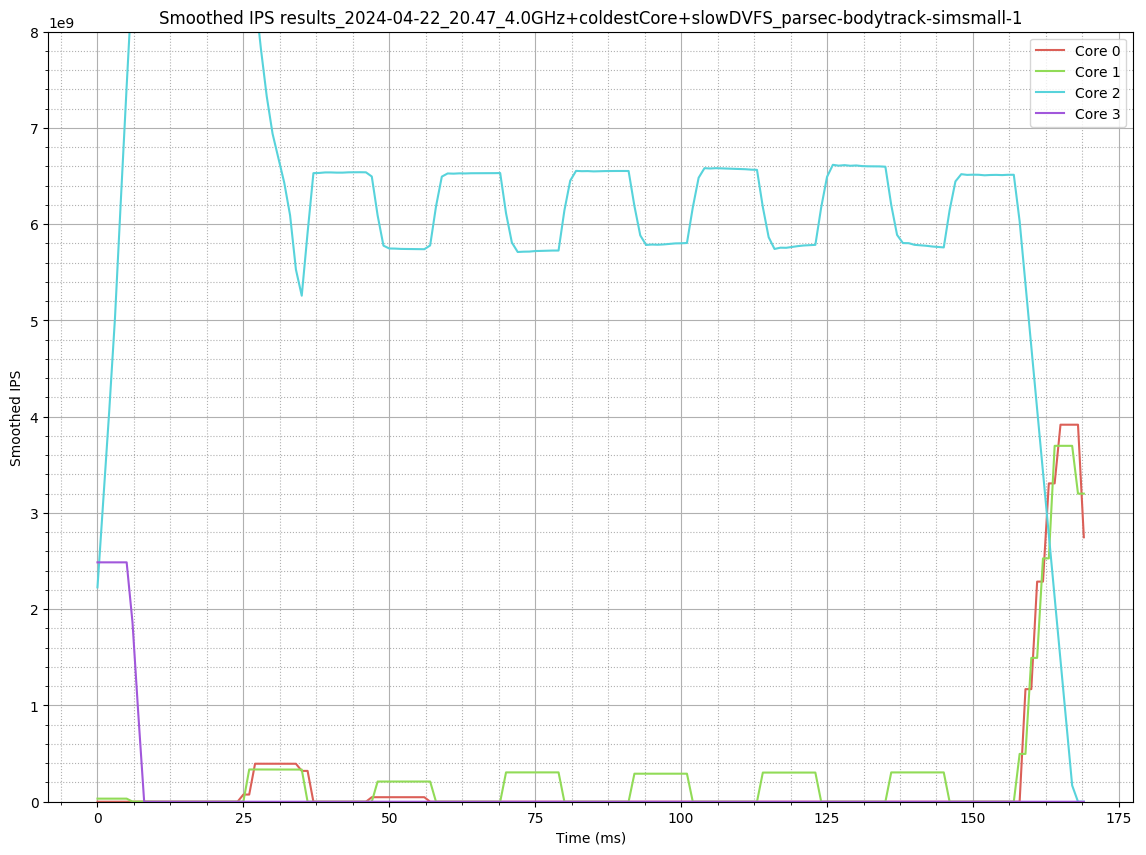 Smoothed IPS results_2024-04-22_20.47_4.0GHz+coldestCore+slowDVFS_parsec-bodytrack-simsmall-1
1e9
8
7
6
5
4
3
2
1
0
Smoothed IPS
Core 0
Core 1
Core 2
Core 3
0
25
50
75
100
125
150
175
Time (ms)